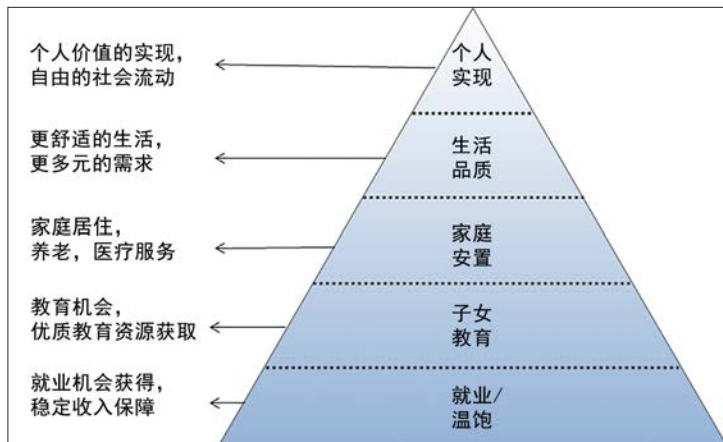 个人价值的实现，
自由的社会流动
个人
实现
更舒适的生活，
更多元的需求
生活
品质
家庭居住，
养老，医疗服务
家庭
安置
教育机会，
优质教育资源获取
子女
教育
就业机会获得，
稳定收入保障
就业/
温饱